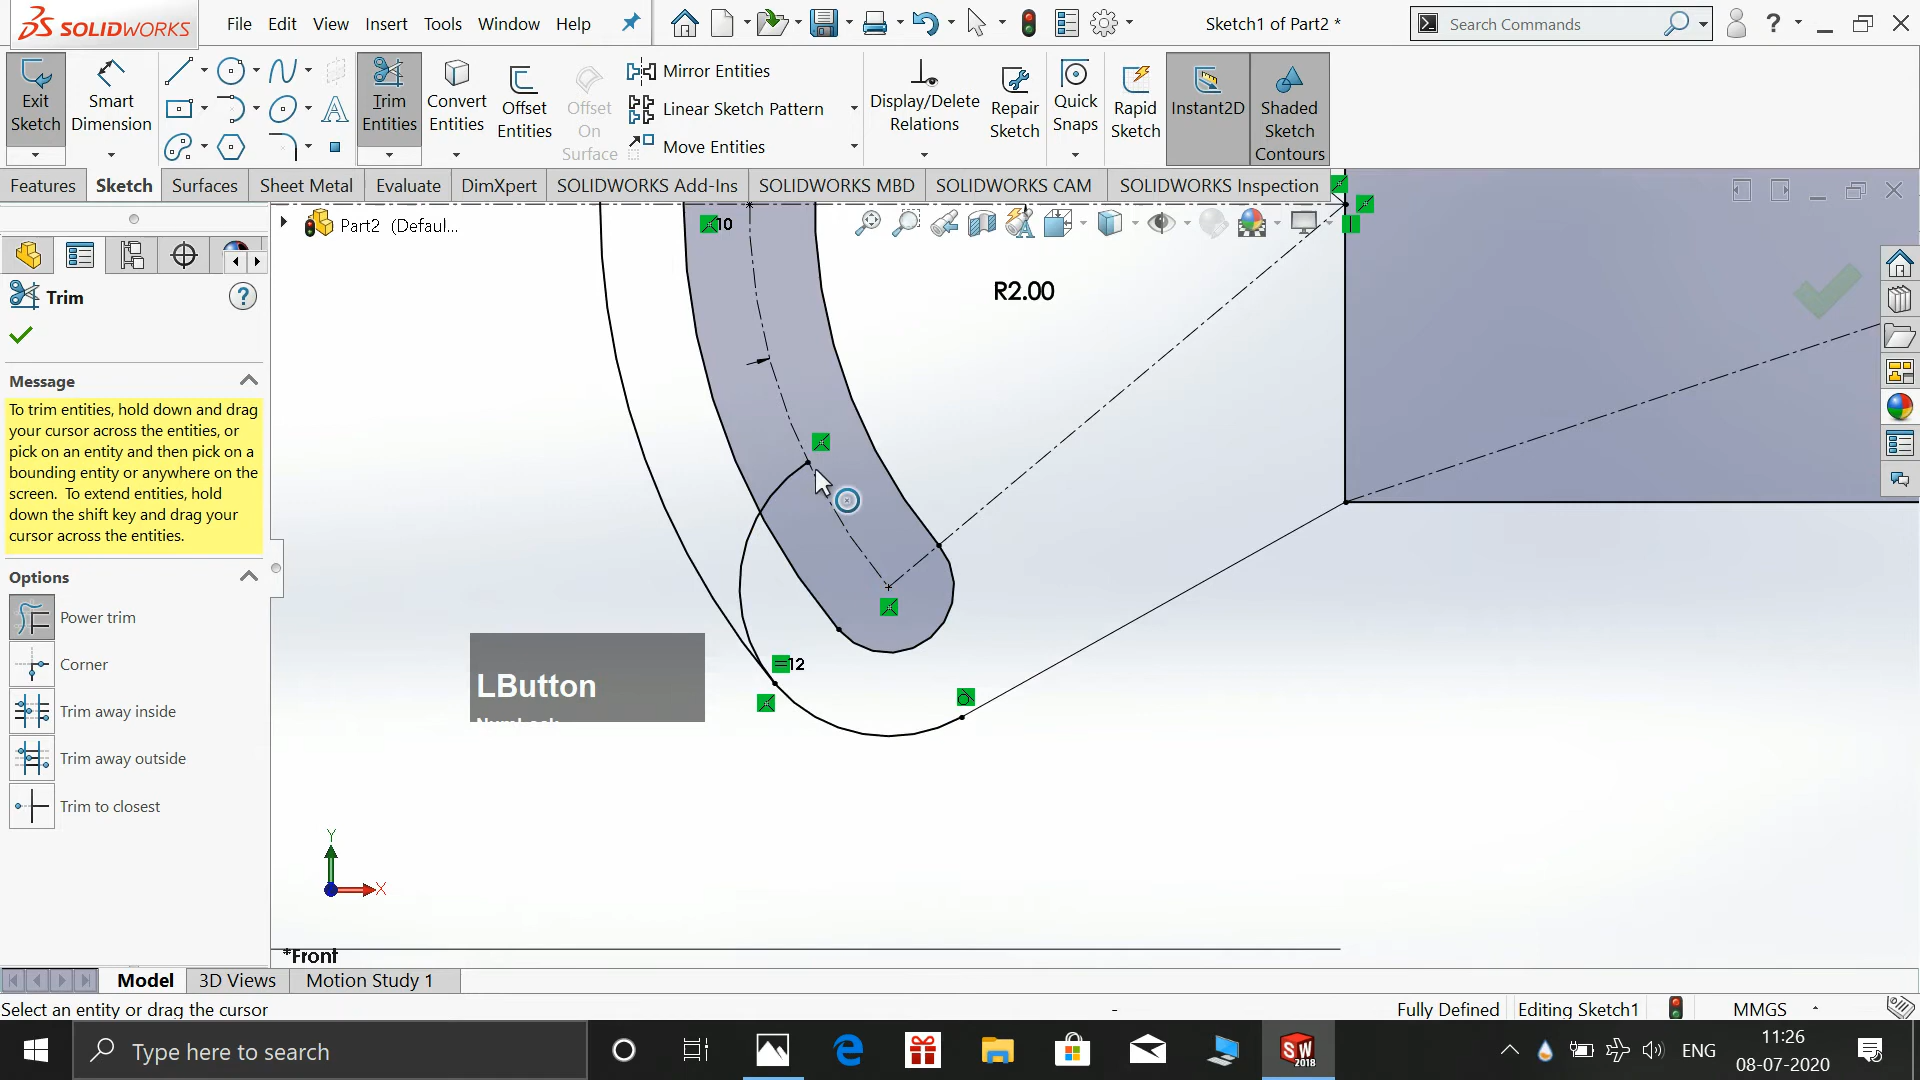 SOLIDWORKS File Edit View Insert Tools Window Help Sketch1 of Part2 * Search Commands
Exit Sketch
Smart Dimension
Trim Entities
Convert Entities
Offset Entities
Offset On Surface
Mirror Entities
Linear Sketch Pattern
Move Entities
Display/Delete Relations
Repair Sketch
Quick Snaps
Rapid Sketch
Instant2D
Shaded Sketch Contours
Features Sketch Surfaces Sheet Metal Evaluate DimXpert SOLIDWORKS Add-Ins SOLIDWORKS MBD SOLIDWORKS CAM SOLIDWORKS Inspection
Part2 (Defaul...
10
Trim
R2.00
Message
To trim entities, hold down and drag
your cursor across the entities, or
pick on an entity and then pick on a
bounding entity or anywhere on the
screen. To extend entities, hold
down the shift key and drag your
cursor across the entities.
Options
Power trim
Corner
Trim away inside
Trim away outside
Trim to closest
12
LButton
NumLock
Y
X
*Front
Model 3D Views Motion Study 1
Select an entity or drag the cursor - Fully Defined Editing Sketch1 MMGS
Type here to search
SW
2018
ENG
11:26
08-07-2020